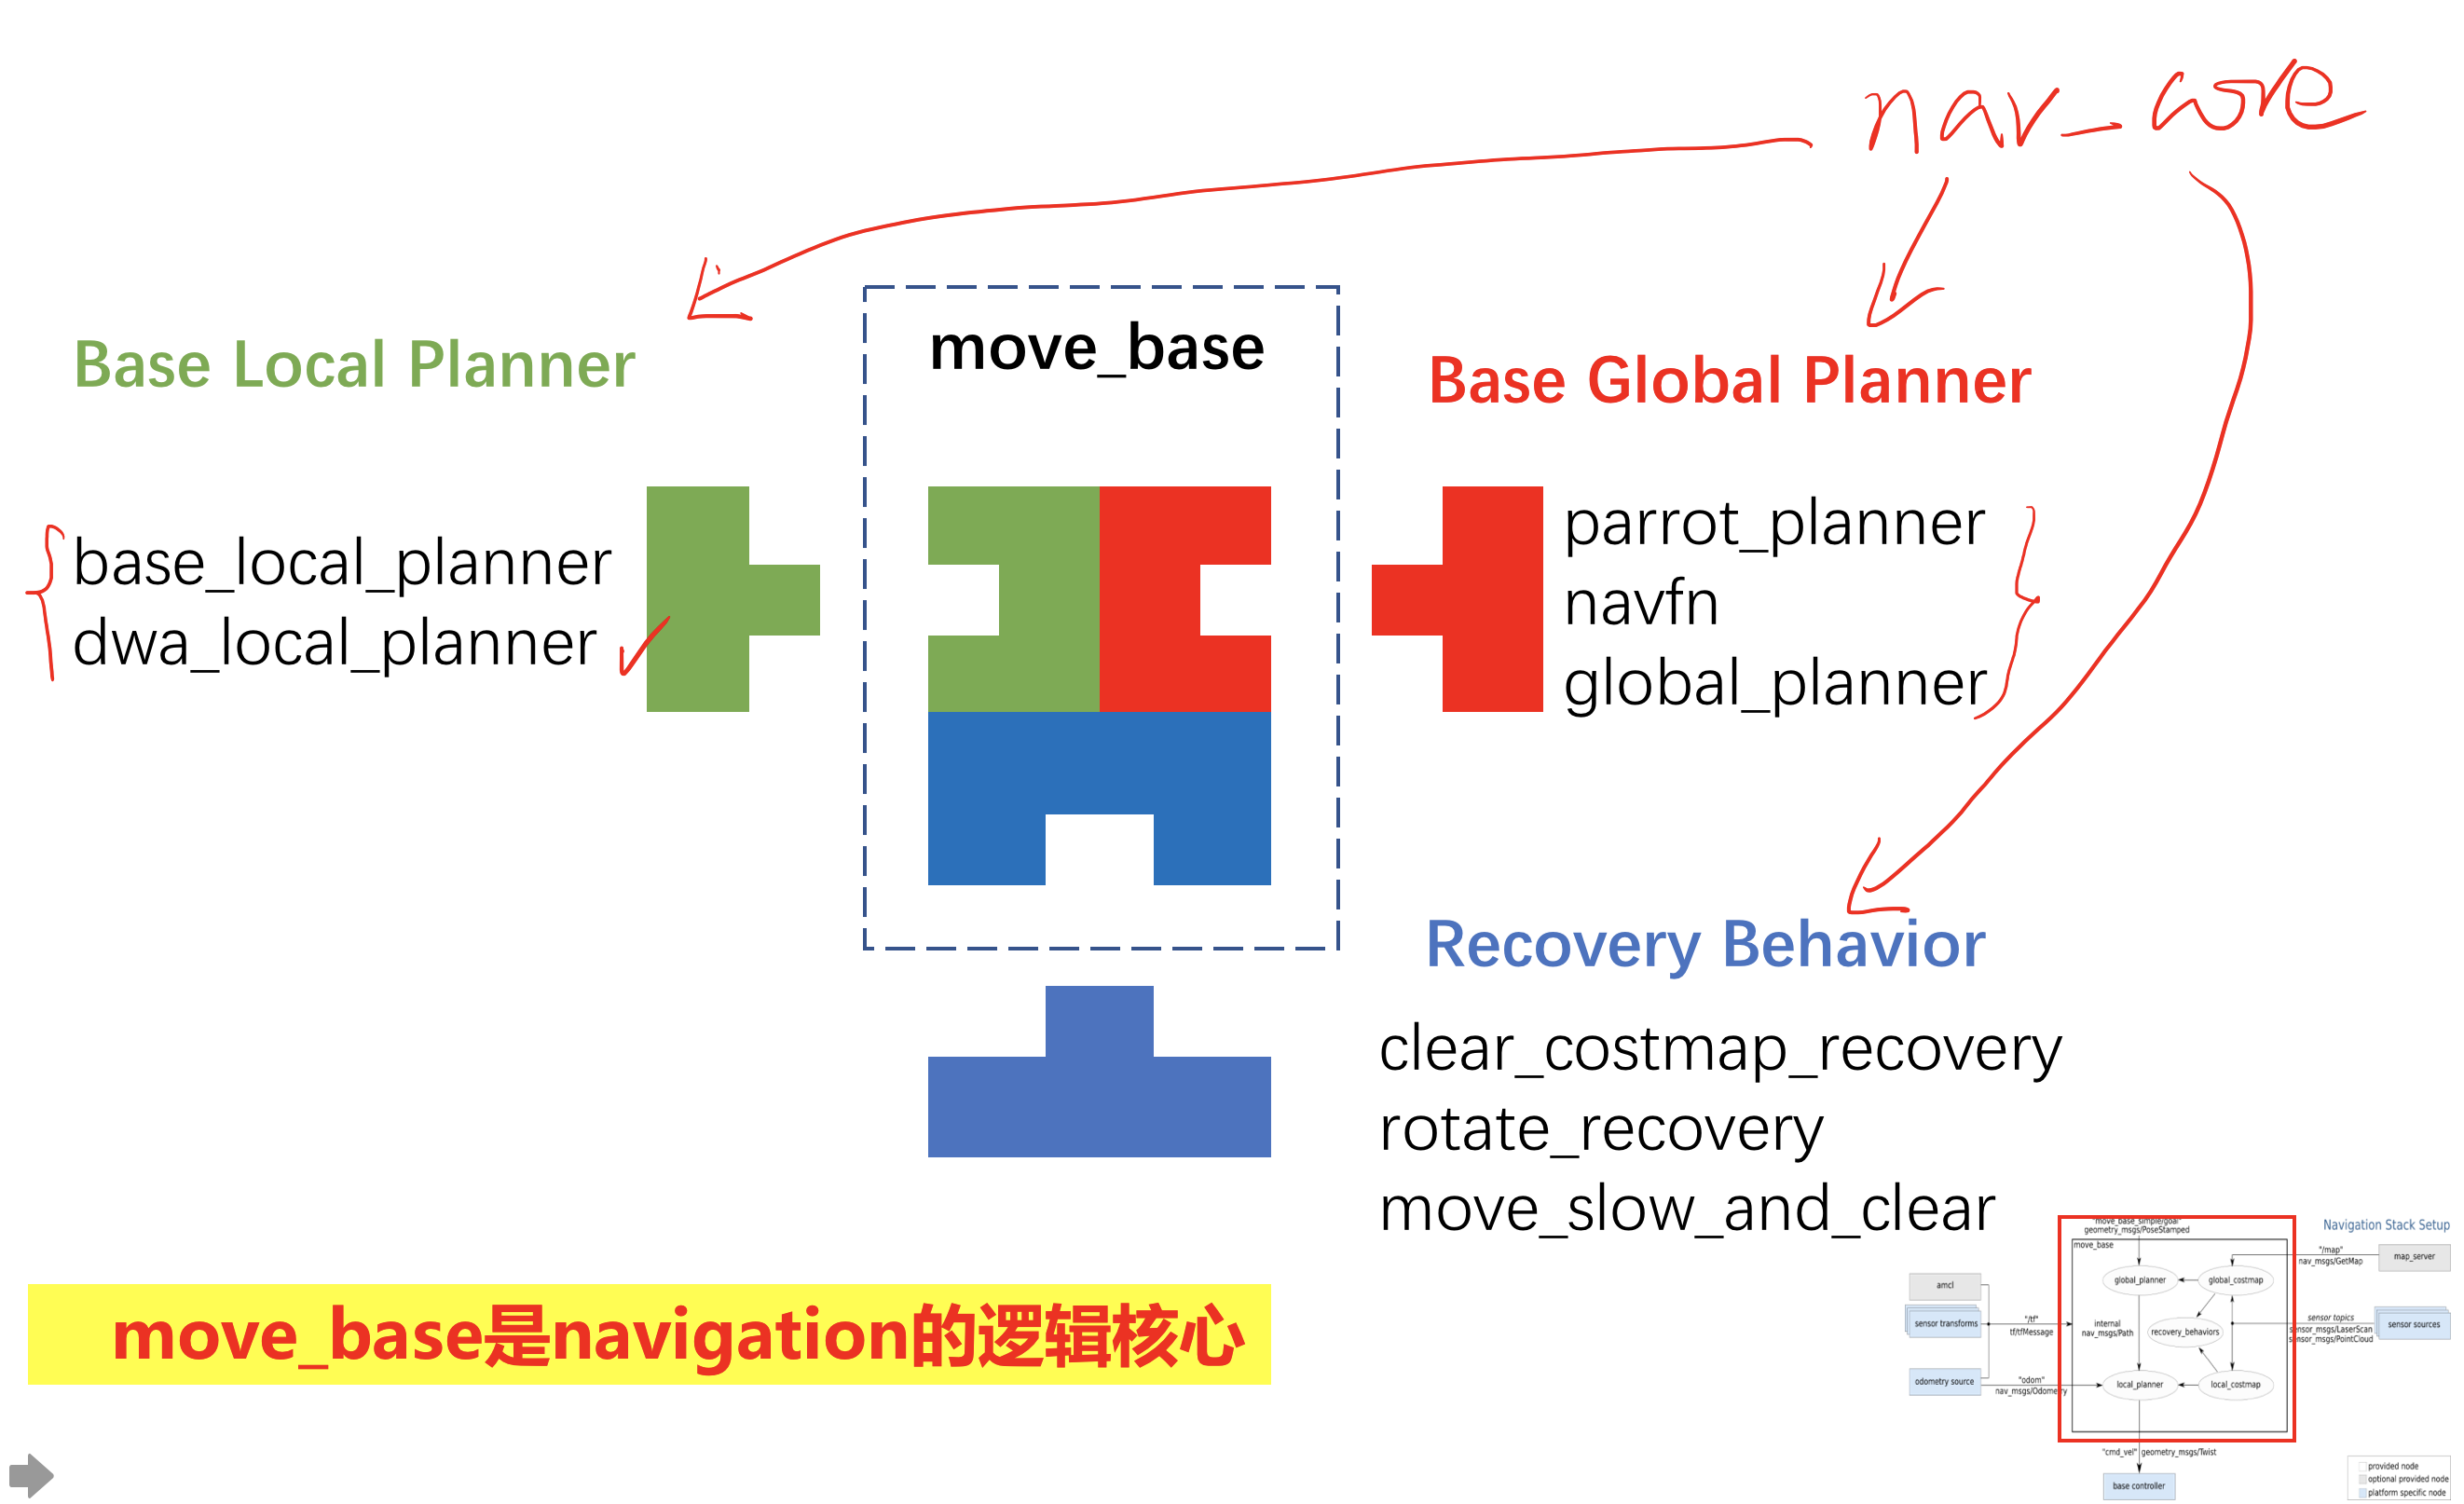 nav_core
move_base
Base Local Planner
Base Global Planner
base_local_planner
dwa_local_planner
parrot_planner
navfn
global_planner
Recovery Behavior
clear_costmap_recovery
rotate_recovery
move_slow_and_clear
move_base是navigation的逻辑核心
Navigation Stack Setup
"move_base_simple/goal"
geometry_msgs/PoseStamped
move_base
"/map"
nav_msgs/GetMap
map_server
global_planner
global_costmap
amcl
sensor transforms
"/tf"
tf/tfMessage
internal
nav_msgs/Path
recovery_behaviors
sensor topics
sensor_msgs/LaserScan
sensor_msgs/PointCloud
sensor sources
odometry source
"odom"
nav_msgs/Odometry
local_planner
local_costmap
"cmd_vel" geometry_msgs/Twist
base controller
provided node
optional provided node
platform specific node